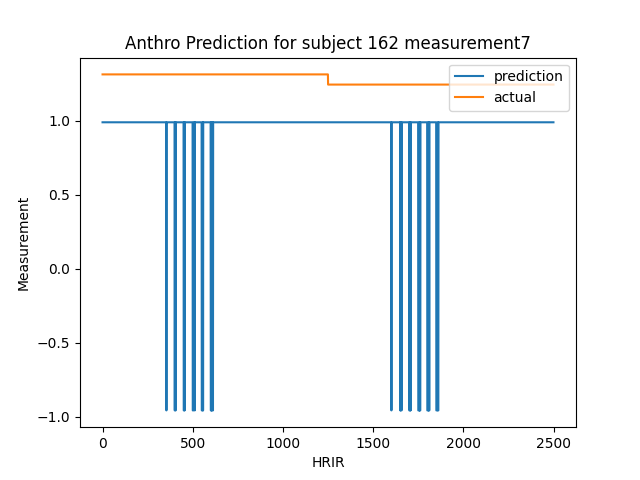 Anthro Prediction for subject 162 measurement7
prediction
actual
1.0
0.5
0.0
−0.5
−1.0
Measurement
0
500
1000
1500
2000
2500
HRIR